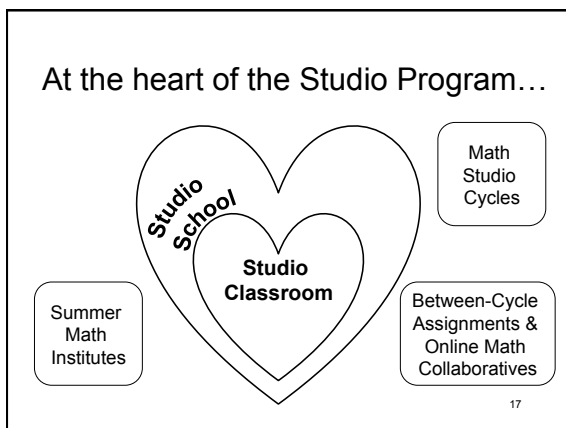 At the heart of the Studio Program…
Math
Studio
Cycles
Studio
School
Studio
Classroom
Summer
Math
Institutes
Between-Cycle
Assignments &
Online Math
Collaboratives
17